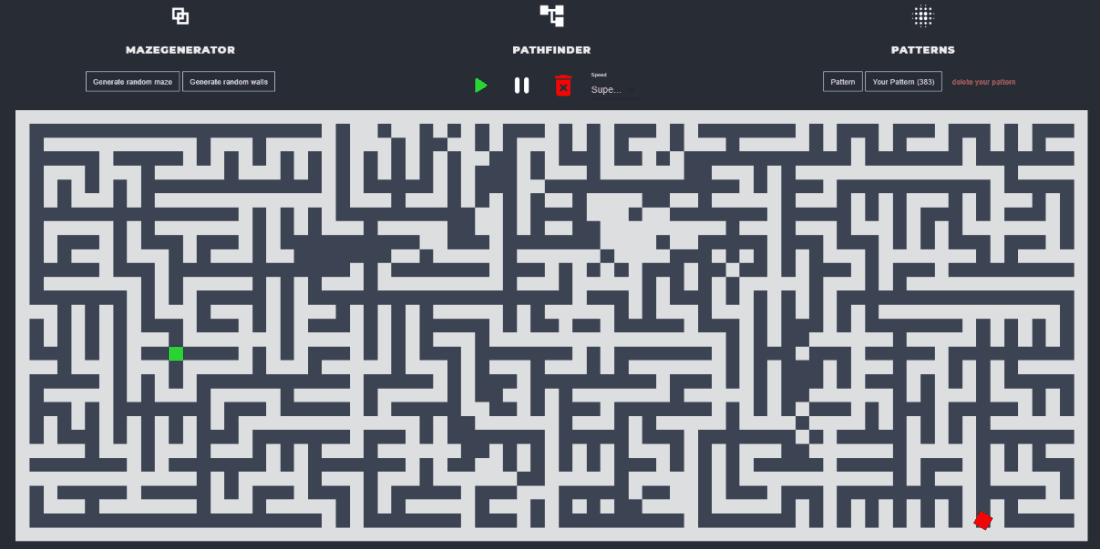 MAZEGENERATOR
PATHFINDER
PATTERNS
Generate random maze
Generate random walls
Speed
Supe...
Pattern
Your Pattern (383)
delete your pattern